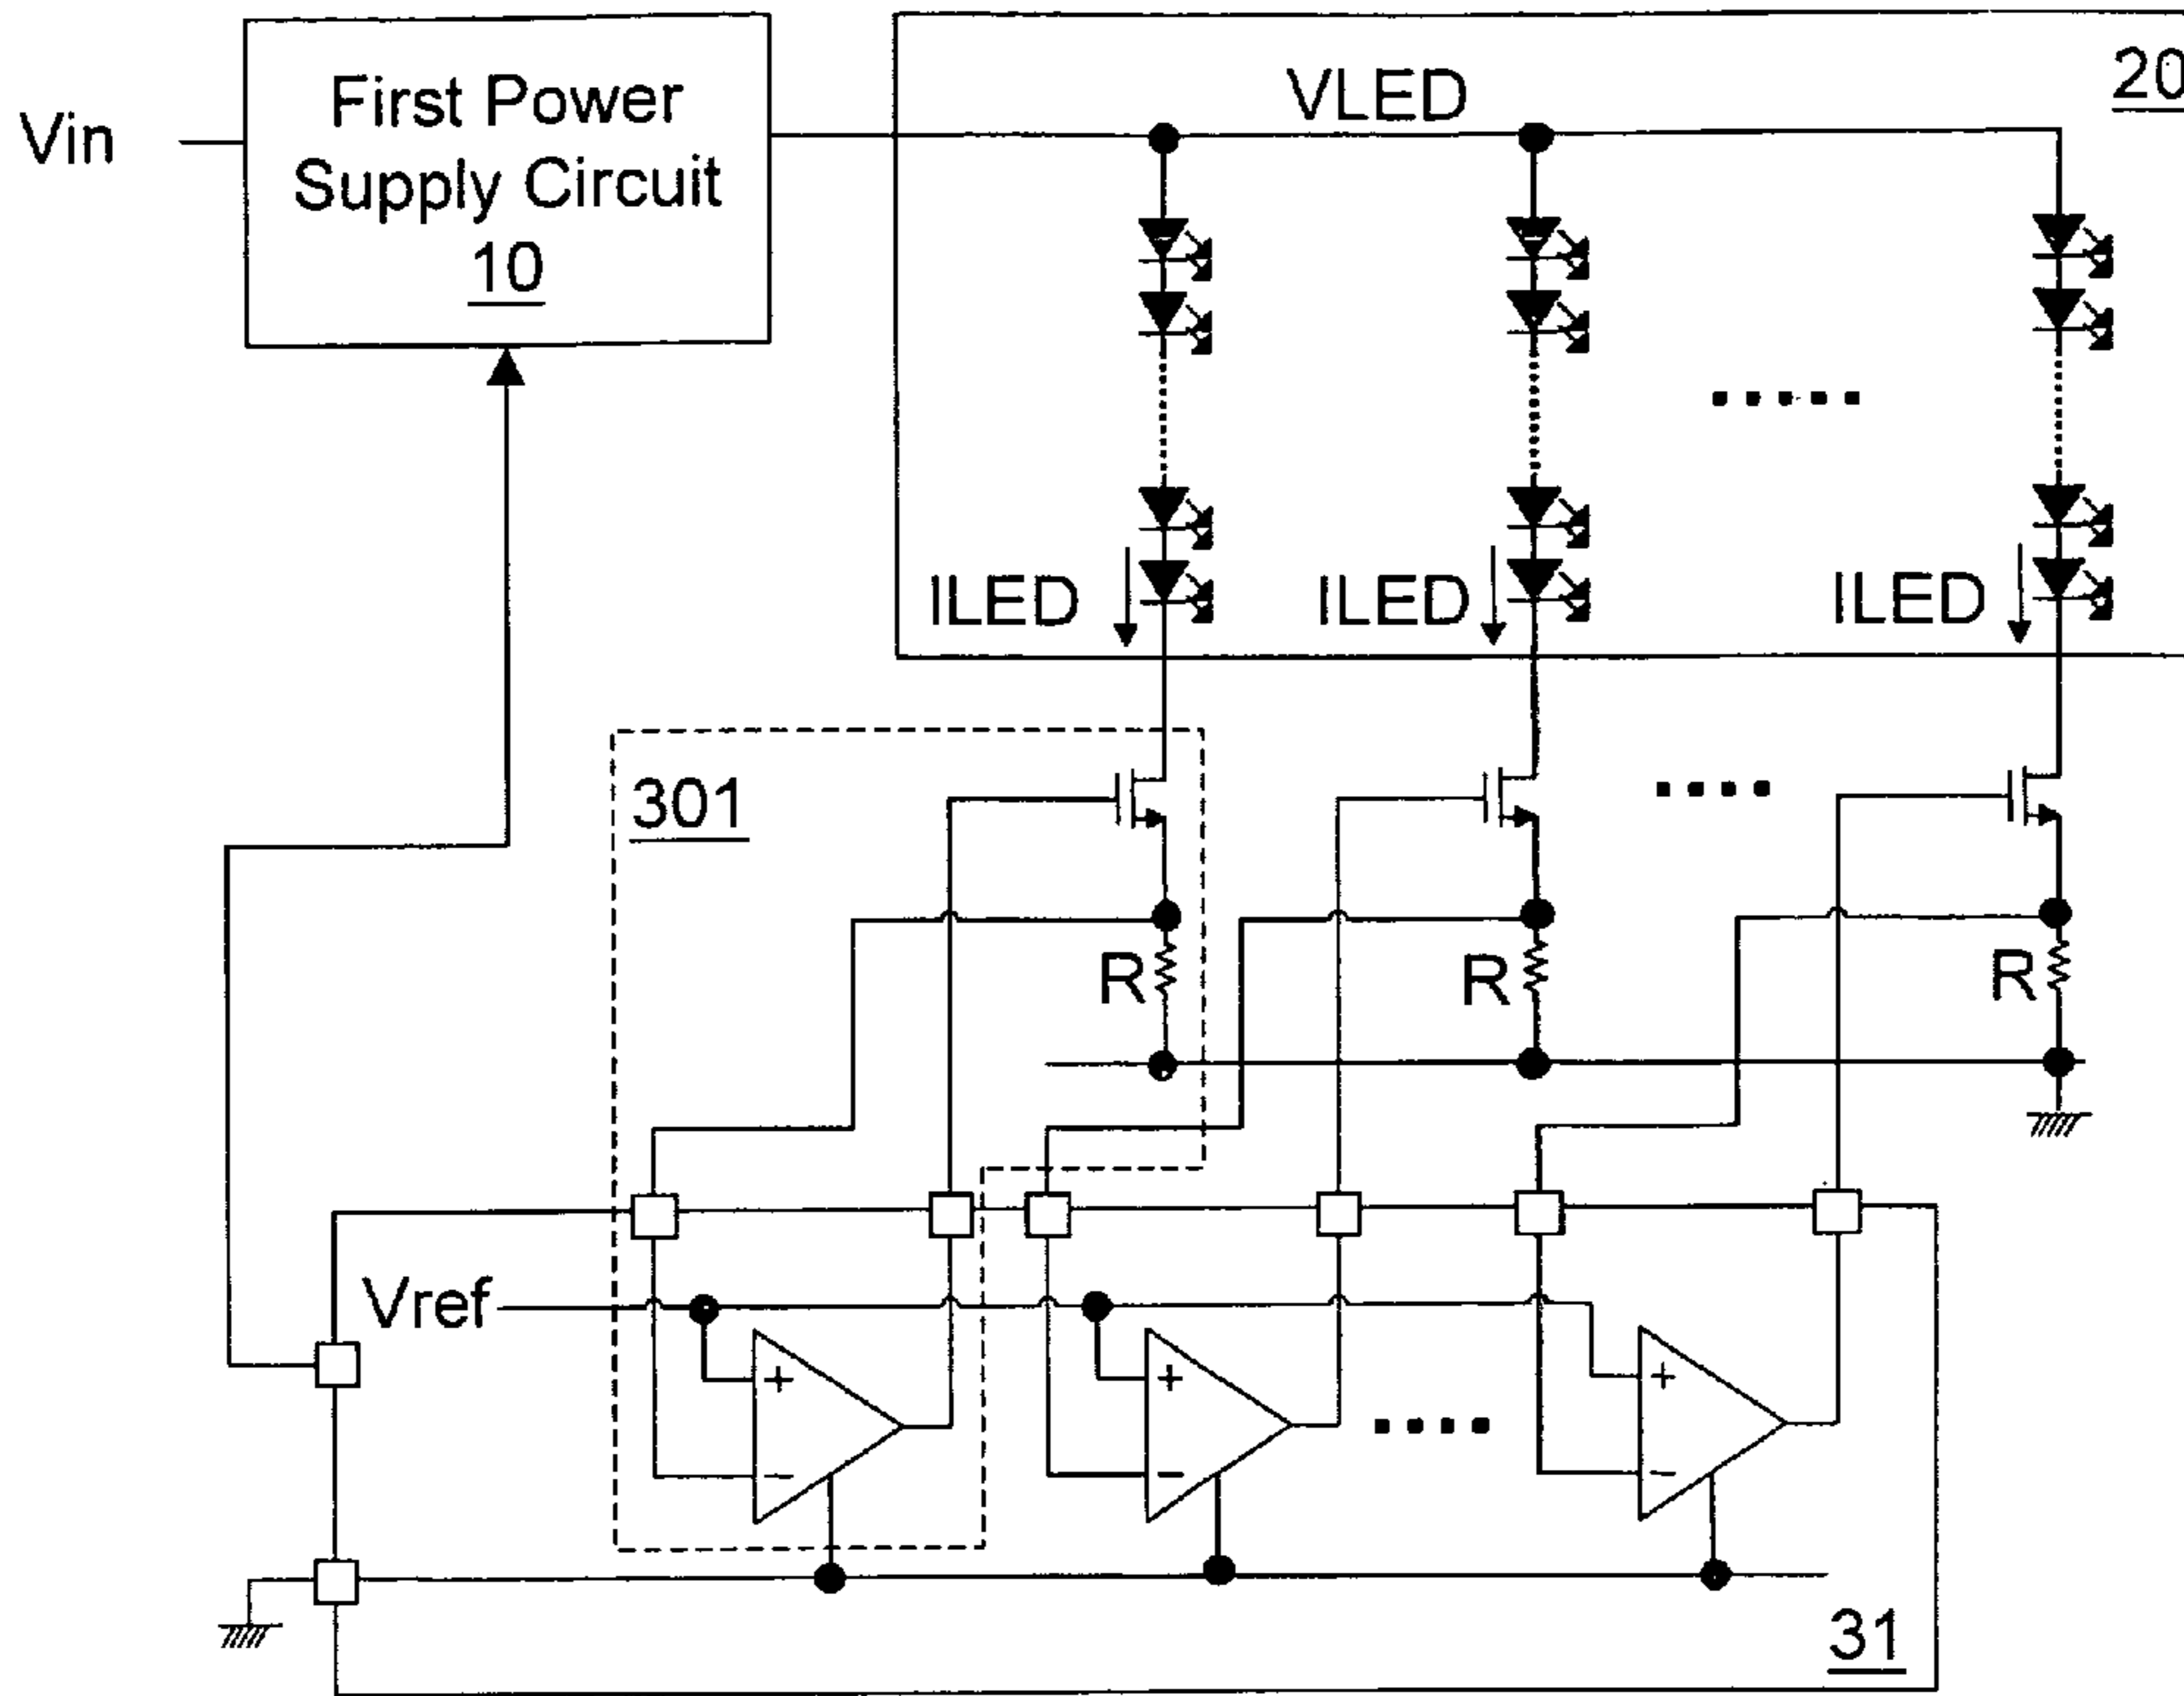 First Power
Supply Circuit
10
Vin
VLED
20
ILED
ILED
ILED
301
R
R
R
Vref
+
−
+
−
+
−
31